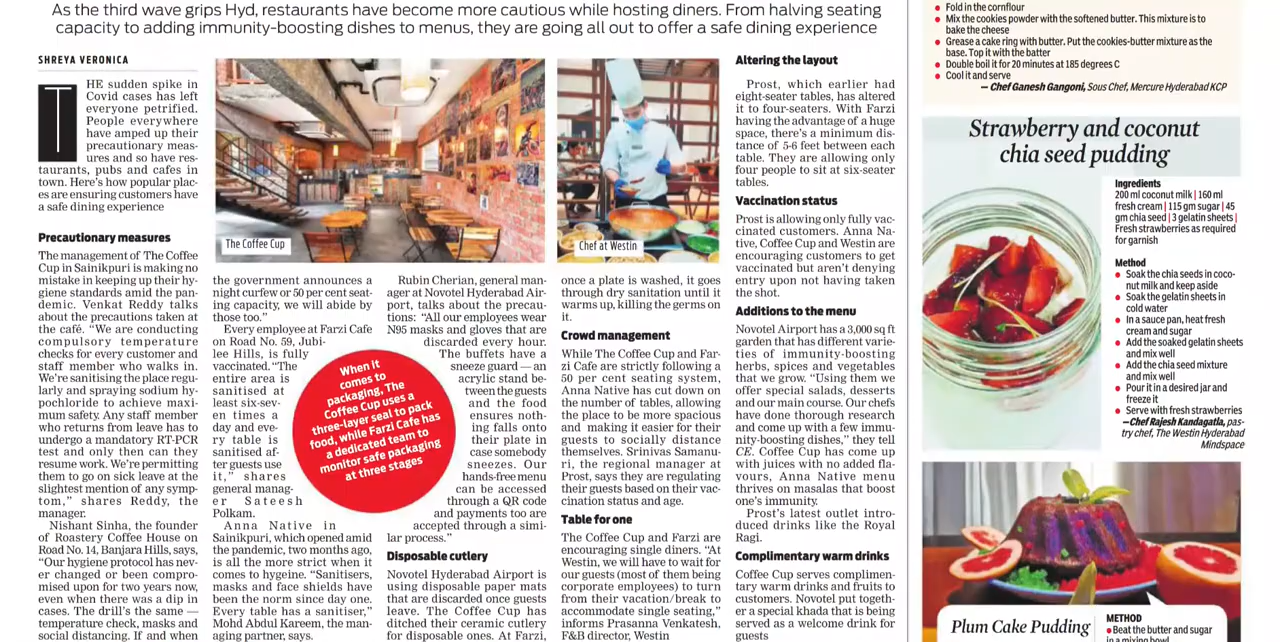 As the third wave grips Hyd, restaurants have become more cautious while hosting diners. From halving seating
capacity to adding immunity-boosting dishes to menus, they are going all out to offer a safe dining experience
SHREYA VERONICA
THE sudden spike in
Covid cases has left
everyone petrified.
People everywhere
have amped up their
precautionary meas-
ures and so have res-
taurants, pubs and cafes in
town. Here's how popular plac-
es are ensuring customers have
a safe dining experience
Precautionary measures
The management of The Coffee
Cup in Sainikpuri is making no
mistake in keeping up their hy-
giene standards amid the pan-
demic. Venkat Reddy talks
about the precautions taken at
the café. “We are conducting
compulsory temperature
checks for every customer and
staff member who walks in.
We're sanitising the place regu-
larly and spraying sodium hy-
pochloride to achieve maxi-
mum safety. Any staff member
who returns from leave has to
undergo a mandatory RT-PCR
test and only then can they
resume work. We're permitting
them to go on sick leave at the
slightest mention of any symp-
tom,” shares Reddy, the
manager.
Nishant Sinha, the founder
of Roastery Coffee House on
Road No. 14, Banjara Hills, says,
“Our hygiene protocol has nev-
er changed or been compro-
mised upon for two years now,
even when there was a dip in
cases. The drill's the same —
temperature check, masks and
social distancing. If and when
The Coffee Cup
the government announces a
night curfew or 50 per cent seat-
ing capacity, we will abide by
those too.”
Every employee at Farzi Cafe
on Road No. 59, Jubi-
lee Hills, is fully
vaccinated. “The
entire area is
sanitised at
least six-sev-
en times a
day and eve-
ry table is
sanitised af-
ter guests use
it,” shares
general manag-
er Sateesh
Polkam.
Anna Native in
Sainikpuri, which opened amid
the pandemic, two months ago,
is all the more strict when it
comes to hygeine. “Sanitisers,
masks and face shields have
been the norm since day one.
Every table has a sanitiser,”
Mohd Abdul Kareem, the man-
aging partner, says.
When it
comes to
packaging, The
Coffee Cup uses a
three-layer seal to pack
food, while Farzi Cafe has
a dedicated team to
monitor safe packaging
at three stages
Rubin Cherian, general man-
ager at Novotel Hyderabad Air-
port, talks about the precau-
tions: “All our employees wear
N95 masks and gloves that are
discarded every hour.
The buffets have a
sneeze guard — an
acrylic stand be-
tween the guests
and the food
ensures noth-
ing falls onto
their plate in
case somebody
sneezes. Our
hands-free menu
can be accessed
through a QR code
and payments too are
accepted through a simi-
lar process.”
Disposable cutlery
Novotel Hyderabad Airport is
using disposable paper mats
that are discarded once guests
leave. The Coffee Cup has
ditched their ceramic cutlery
for disposable ones. At Farzi,
Chef at Westin
once a plate is washed, it goes
through dry sanitation until it
warms up, killing the germs on
it.
Crowd management
While The Coffee Cup and Far-
zi Cafe are strictly following a
50 per cent seating system,
Anna Native has cut down on
the number of tables, allowing
the place to be more spacious
and making it easier for their
guests to socially distance
themselves. Srinivas Samanu-
ri, the regional manager at
Prost, says they are regulating
their guests based on their vac-
cination status and age.
Table for one
The Coffee Cup and Farzi are
encouraging single diners. “At
Westin, we will have to wait for
our guests (most of them being
corporate employees) to turn
from their vacation/break to
accommodate single seating,”
informs Prasanna Venkatesh,
F&B director, Westin
Altering the layout
Prost, which earlier had
eight-seater tables, has altered
it to four-seaters. With Farzi
having the advantage of a huge
space, there's a minimum dis-
tance of 5-6 feet between each
table. They are allowing only
four people to sit at six-seater
tables.
Vaccination status
Prost is allowing only fully vac-
cinated customers. Anna Na-
tive, Coffee Cup and Westin are
encouraging customers to get
vaccinated but aren't denying
entry upon not having taken
the shot.
Additions to the menu
Novotel Airport has a 3,000 sq ft
garden that has different varie-
ties of immunity-boosting
herbs, spices and vegetables
that we grow. “Using them we
offer special salads, desserts
and our main course. Our chefs
have done thorough research
and come up with a few immu-
nity-boosting dishes,” they tell
CE. Coffee Cup has come up
with juices with no added fla-
vours, Anna Native menu
thrives on masalas that boost
one's immunity.
Prost's latest outlet intro-
duced drinks like the Royal
Ragi.
Complimentary warm drinks
Coffee Cup serves complimen-
tary warm drinks and fruits to
customers. Novotel put togeth-
er a special khada that is being
served as a welcome drink for
guests
● Fold in the cornflour
● Mix the cookies powder with the softened butter. This mixture is to
bake the cheese
● Grease a cake ring with butter. Put the cookies-butter mixture as the
base. Top it with the batter
● Double boil it for 20 minutes at 185 degrees C
● Cool it and serve
— Chef Ganesh Gangoni, Sous Chef, Mercure Hyderabad KCP
Strawberry and coconut
chia seed pudding
Ingredients
200 ml coconut milk | 160 ml
fresh cream | 115 gm sugar | 45
gm chia seed | 3 gelatin sheets |
Fresh strawberries as required
for garnish
Method
● Soak the chia seeds in coco-
nut milk and keep aside
● Soak the gelatin sheets in
cold water
● In a sauce pan, heat fresh
cream and sugar
● Add the soaked gelatin sheets
and mix well
● Add the chia seed mixture
and mix well
● Pour it in a desired jar and
freeze it
● Serve with fresh strawberries
—Chef Rajesh Kandagatla, pas-
try chef, The Westin Hyderabad
Mindspace
Plum Cake Pudding
METHOD
● Beat the butter and sugar
in a mixing bowl